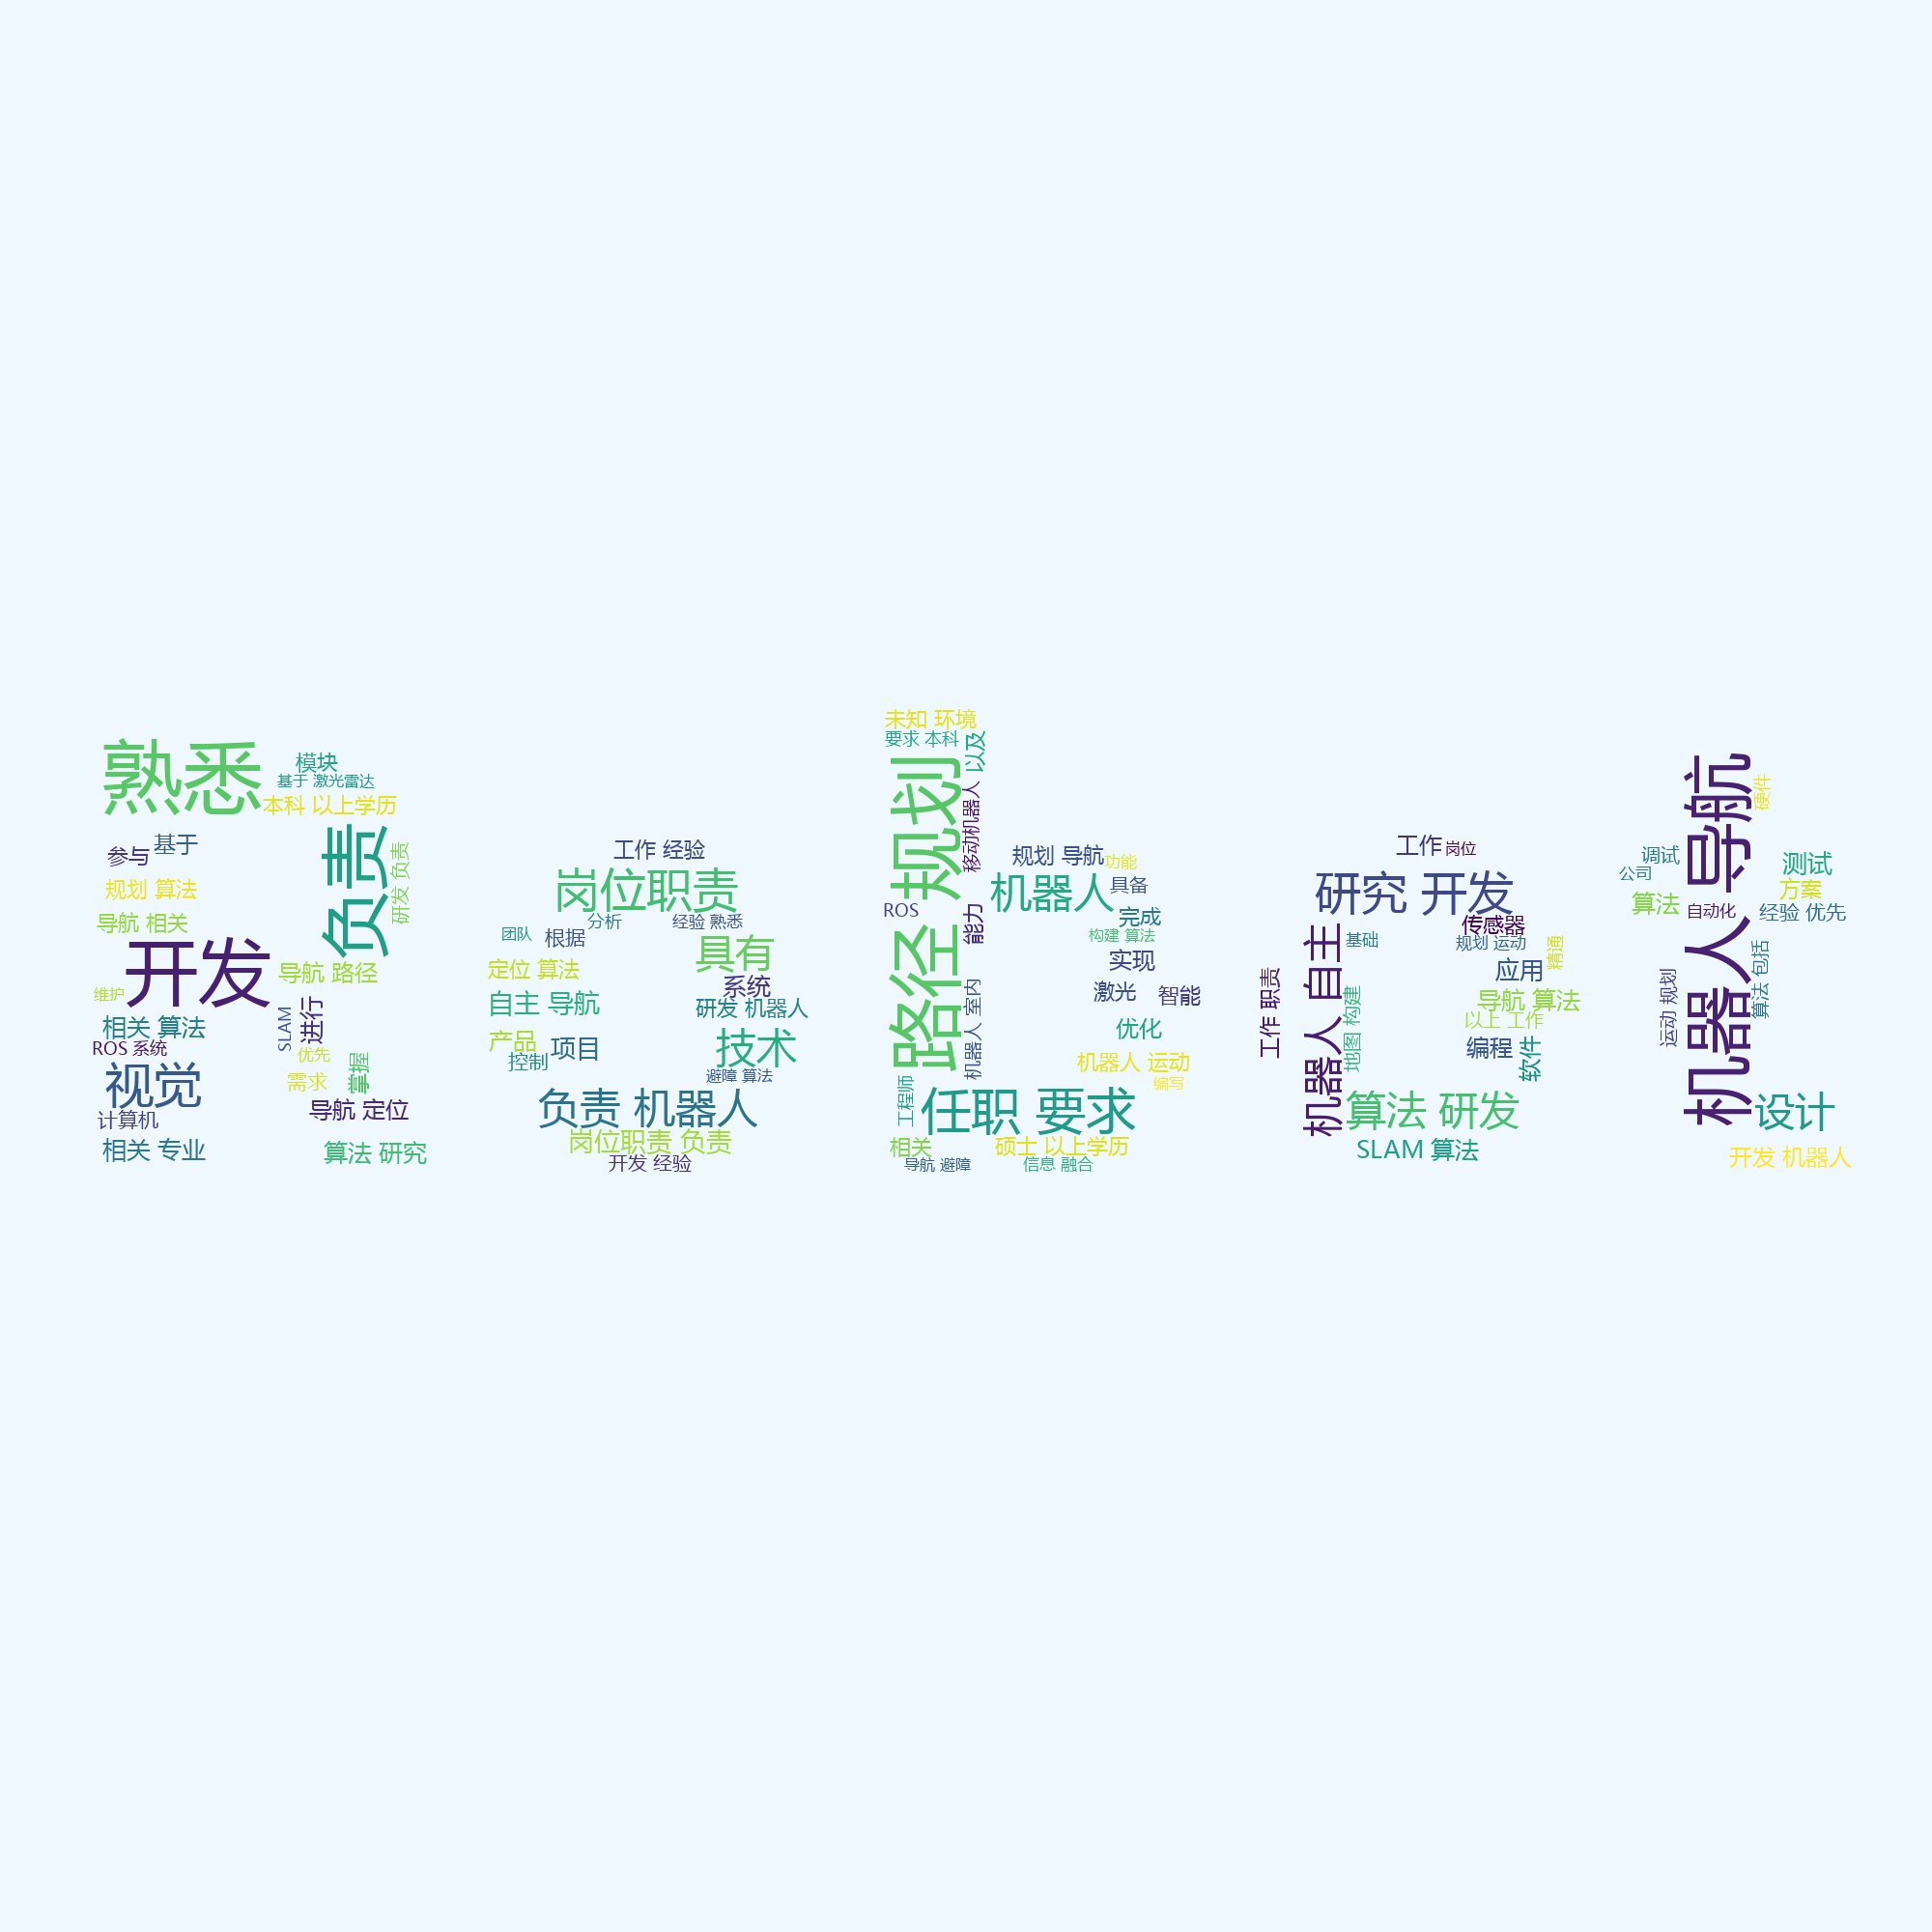 熟悉
模块
基于 激光雷达
本科 以上学历
参与
基于
规划 算法
导航 相关
负责
研发 负责
开发
导航 路径
维护
相关 算法
ROS 系统
SLAM
进行
优先
需求
掌握
视觉
计算机
导航 定位
相关 专业
算法 研究
工作 经验
岗位职责
分析
经验 熟悉
团队
根据
具有
定位 算法
系统
自主 导航
研发 机器人
产品
控制
项目
技术
避障 算法
负责 机器人
岗位职责 负责
开发 经验
未知 环境
要求 本科
以及
路径 规划
移动机器人
规划 导航
功能
机器人
具备
ROS
能力
完成
构建 算法
实现
激光
智能
机器人 室内
优化
机器人 运动
编写
工程师
任职 要求
相关
硕士 以上学历
导航 避障
信息 融合
工作
岗位
研究 开发
传感器
基础
规划 运动
精通
机器人 自主
工作 职责
应用
导航 算法
以上 工作
地图 构建
编程
软件
算法 研发
SLAM 算法
机器人 导航
硬件
调试
公司
测试
方案
算法
自动化
经验 优先
运动 规划
算法 包括
设计
开发 机器人